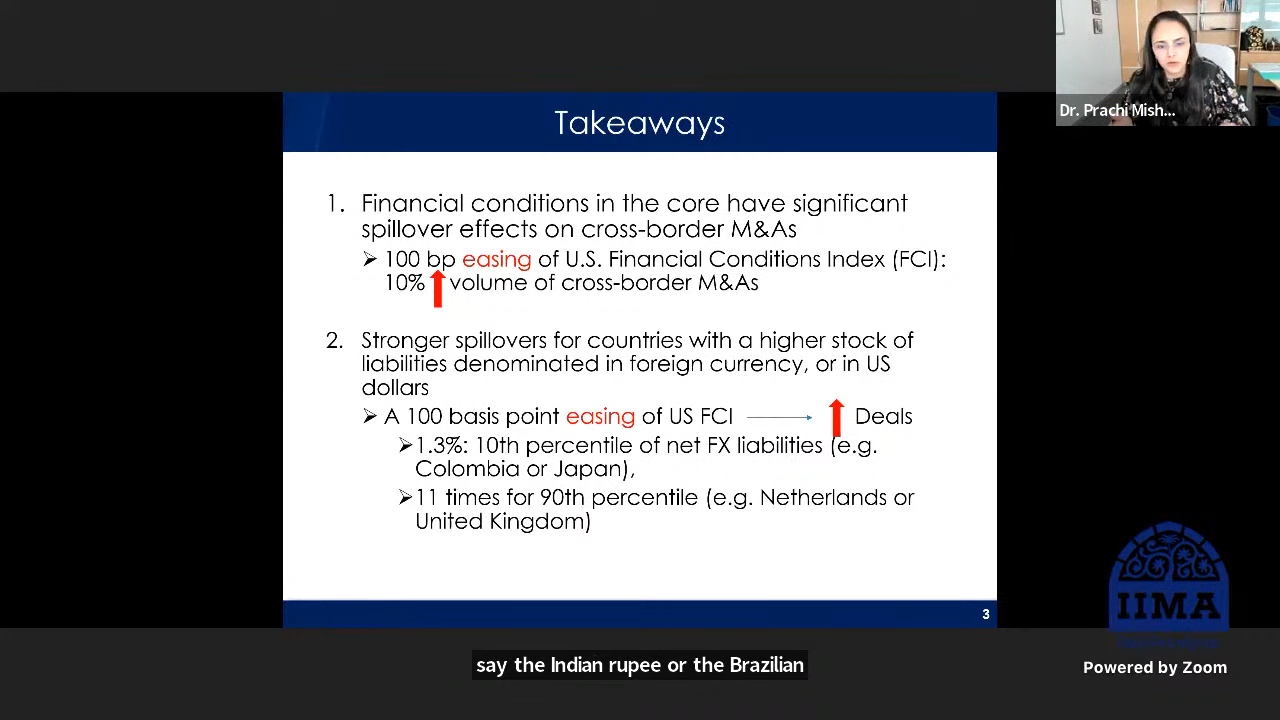 Dr. Prachi Mish...
Takeaways
1. Financial conditions in the core have significant
spillover effects on cross-border M&As
➢ 100 bp easing of U.S. Financial Conditions Index (FCI):
10% volume of cross-border M&As
2. Stronger spillovers for countries with a higher stock of
liabilities denominated in foreign currency, or in US
dollars
➢ A 100 basis point easing of US FCI Deals
➢1.3%: 10th percentile of net FX liabilities (e.g.
Colombia or Japan),
➢11 times for 90th percentile (e.g. Netherlands or
United Kingdom)
3
IIMA
Powered by Zoom
say the Indian rupee or the Brazilian